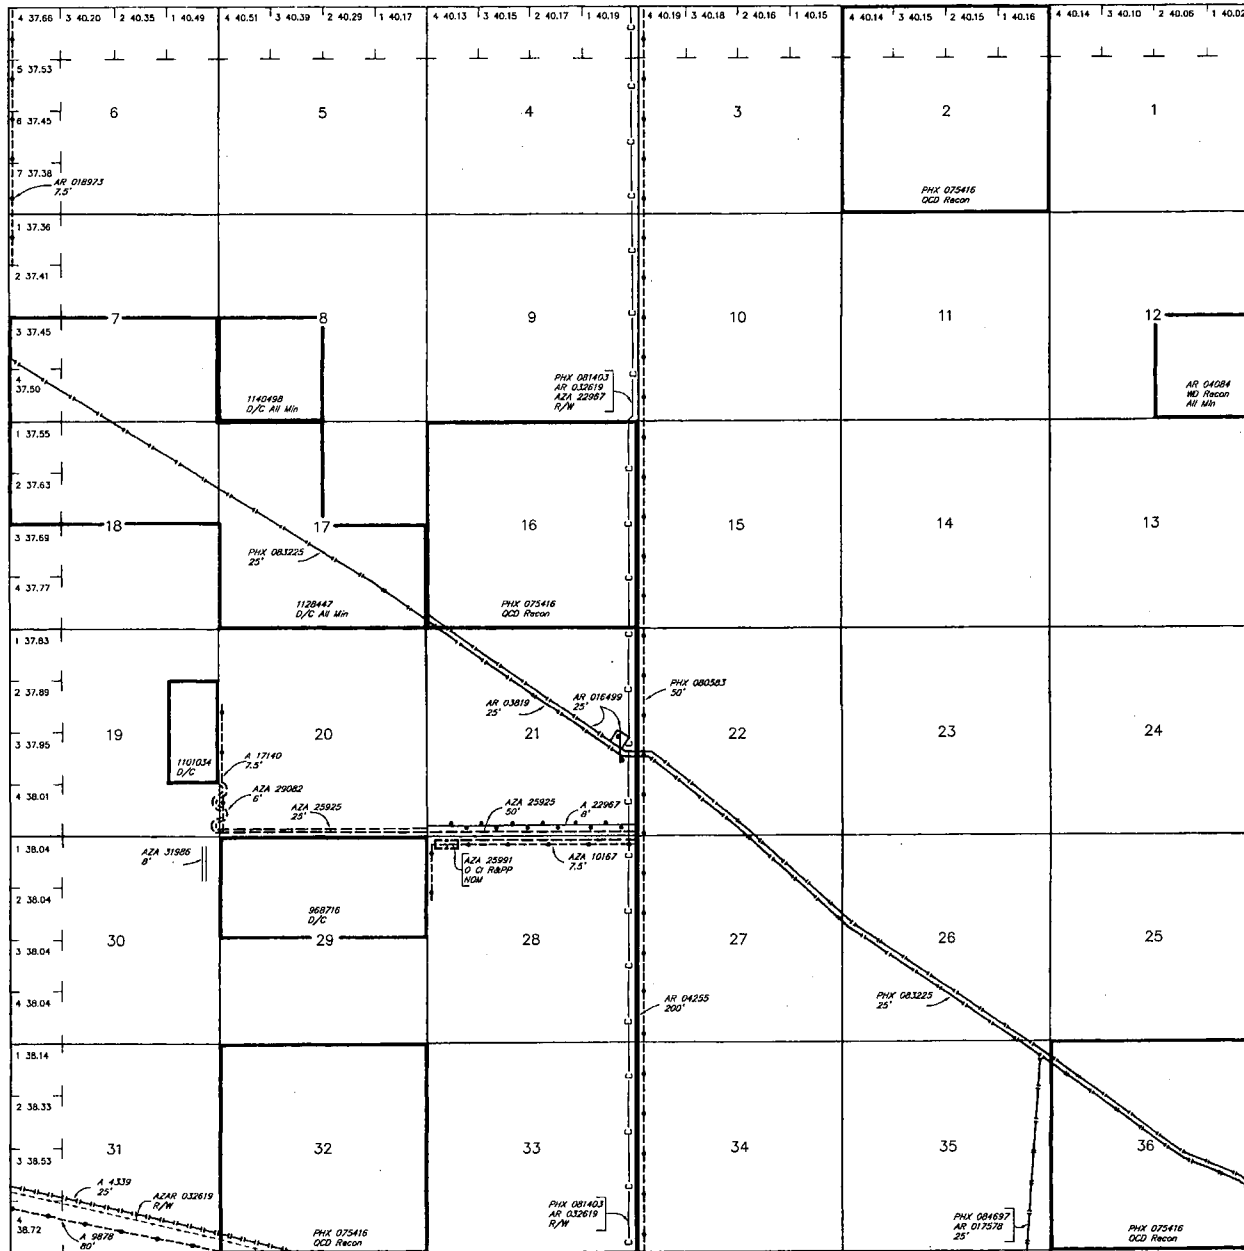 4 37.66 3 40.20 2 40.35 1 40.49 4 40.51 3 40.39 2 40.29 1 40.17 4 40.13 3 40.15 2 40.17 1 40.19 4 40.19 3 40.18 2 40.16 1 40.15 4 40.14 3 40.15 2 40.15 1 40.16 4 40.14 3 40.10 2 40.06 1 40.02
5 37.53
6 5 4 3 2 1
6 37.45
7 37.38
AR 018973
7.5'
PHX 075416
QCD Recon
1 37.36
2 37.41
7 8 9 10 11 12
3 37.45
4
37.50
1140498
D/C All Min
PHX 081403
AR 032619
AZA 22967
R/W
AR 04084
WD Recon
All Min
1 37.55
2 37.63
18 17 16 15 14 13
3 37.69
PHX 083225
25'
4 37.77
1128447
D/C All Min
PHX 075416
QCD Recon
1 37.83
2 37.89
PHX 080583
50'
AR 03819
25'
AR 016499
25'
19 20 21 22 23 24
3 37.95
1101034
D/C
A 17140
7.5'
4 38.01
AZA 29082
6'
AZA 25925
25'
AZA 25925
50'
A 22967
8'
1 38.04
AZA 31986
8'
AZA 25991
O Cl R&PP
NOM
AZA 10167
7.5'
2 38.04
968716
D/C
30 29 28 27 26 25
3 38.04
4 38.04
AR 04255
200'
PHX 083225
25'
1 38.14
2 38.33
31 32 33 34 35 36
3 38.53
A 4339
25'
AZAR 032619
R/W
4
38.72
A 9878
80'
PHX 075416
QCD Recon
PHX 081403
AR 032619
R/W
PHX 084697
AR 017578
25'
PHX 075416
QCD Recon
C C C C C C C C C C C C C C C